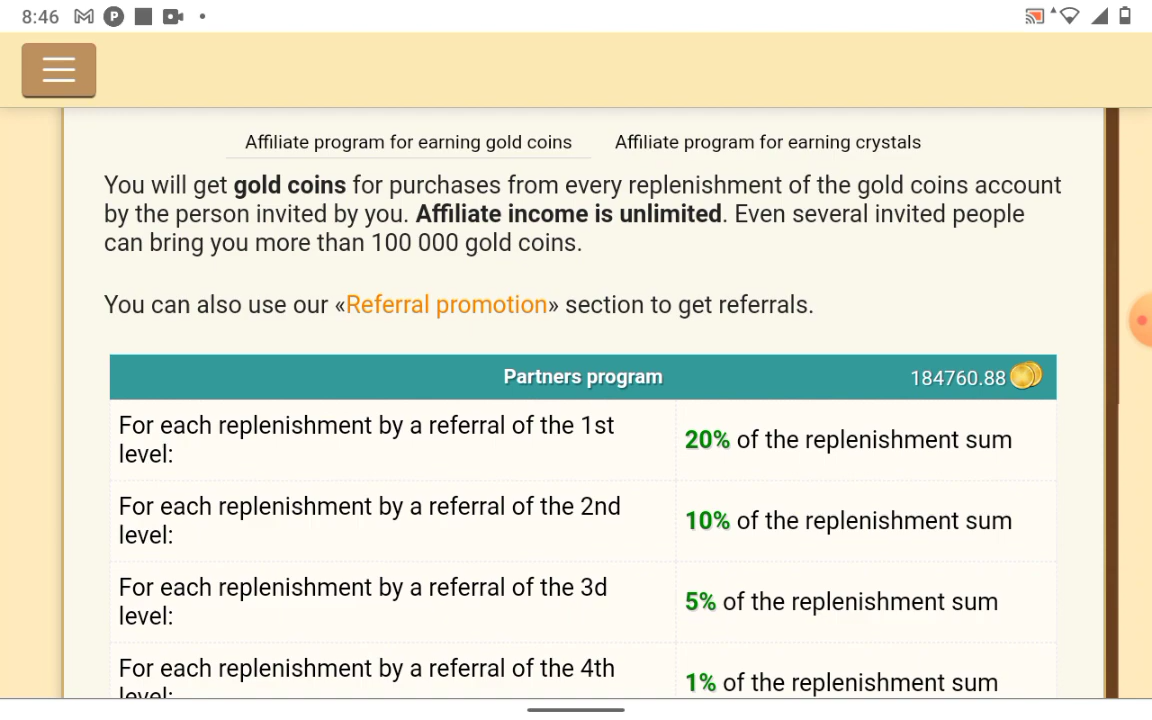 8:46
Affiliate program for earning gold coins Affiliate program for earning crystals
You will get gold coins for purchases from every replenishment of the gold coins account
by the person invited by you. Affiliate income is unlimited. Even several invited people
can bring you more than 100 000 gold coins.
You can also use our «Referral promotion» section to get referrals.
Partners program 184760.88
For each replenishment by a referral of the 1st
level:
20% of the replenishment sum
For each replenishment by a referral of the 2nd
level:
10% of the replenishment sum
For each replenishment by a referral of the 3d
level:
5% of the replenishment sum
For each replenishment by a referral of the 4th
level:
1% of the replenishment sum